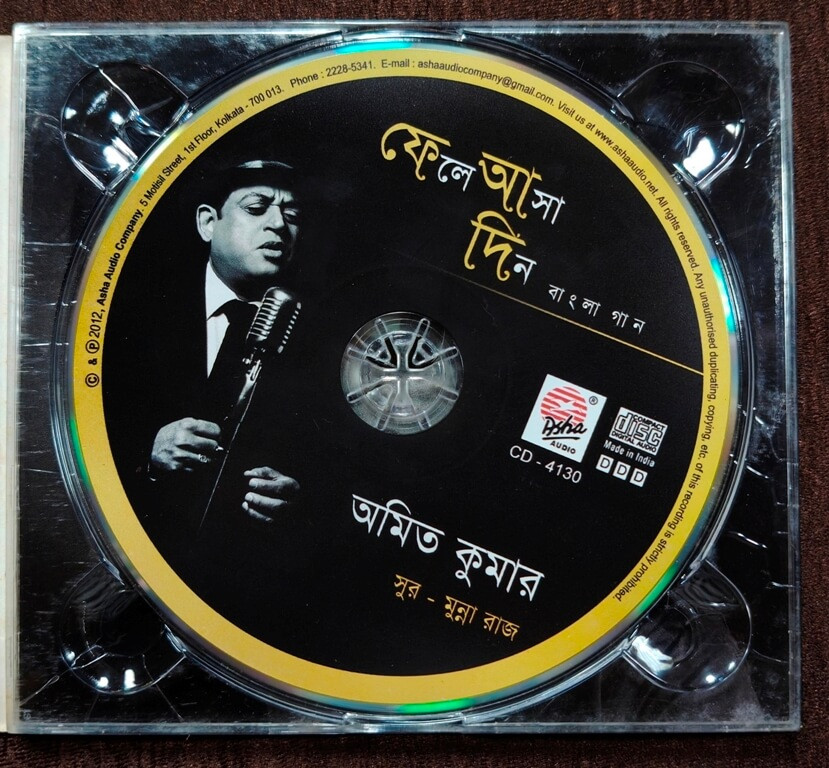 © & ℗ 2012, Asha Audio Company. 5 Motisil Street, 1st Floor, Kolkata - 700 013. Phone : 2228-5341. E-mail : ashaaudiocompany@gmail.com. Visit us at www.ashaaudio.net. All rights reserved. Any unauthorised duplicating, copying, etc. of this recording is strictly prohibited.
ফেলে আসা
দিন বাংলা গান
Asha ®
AUDIO
COMPACT
disc
DIGITAL AUDIO
Made in India
CD - 4130
DDD
অমিত কুমার
সুর - মুন্না রাজ